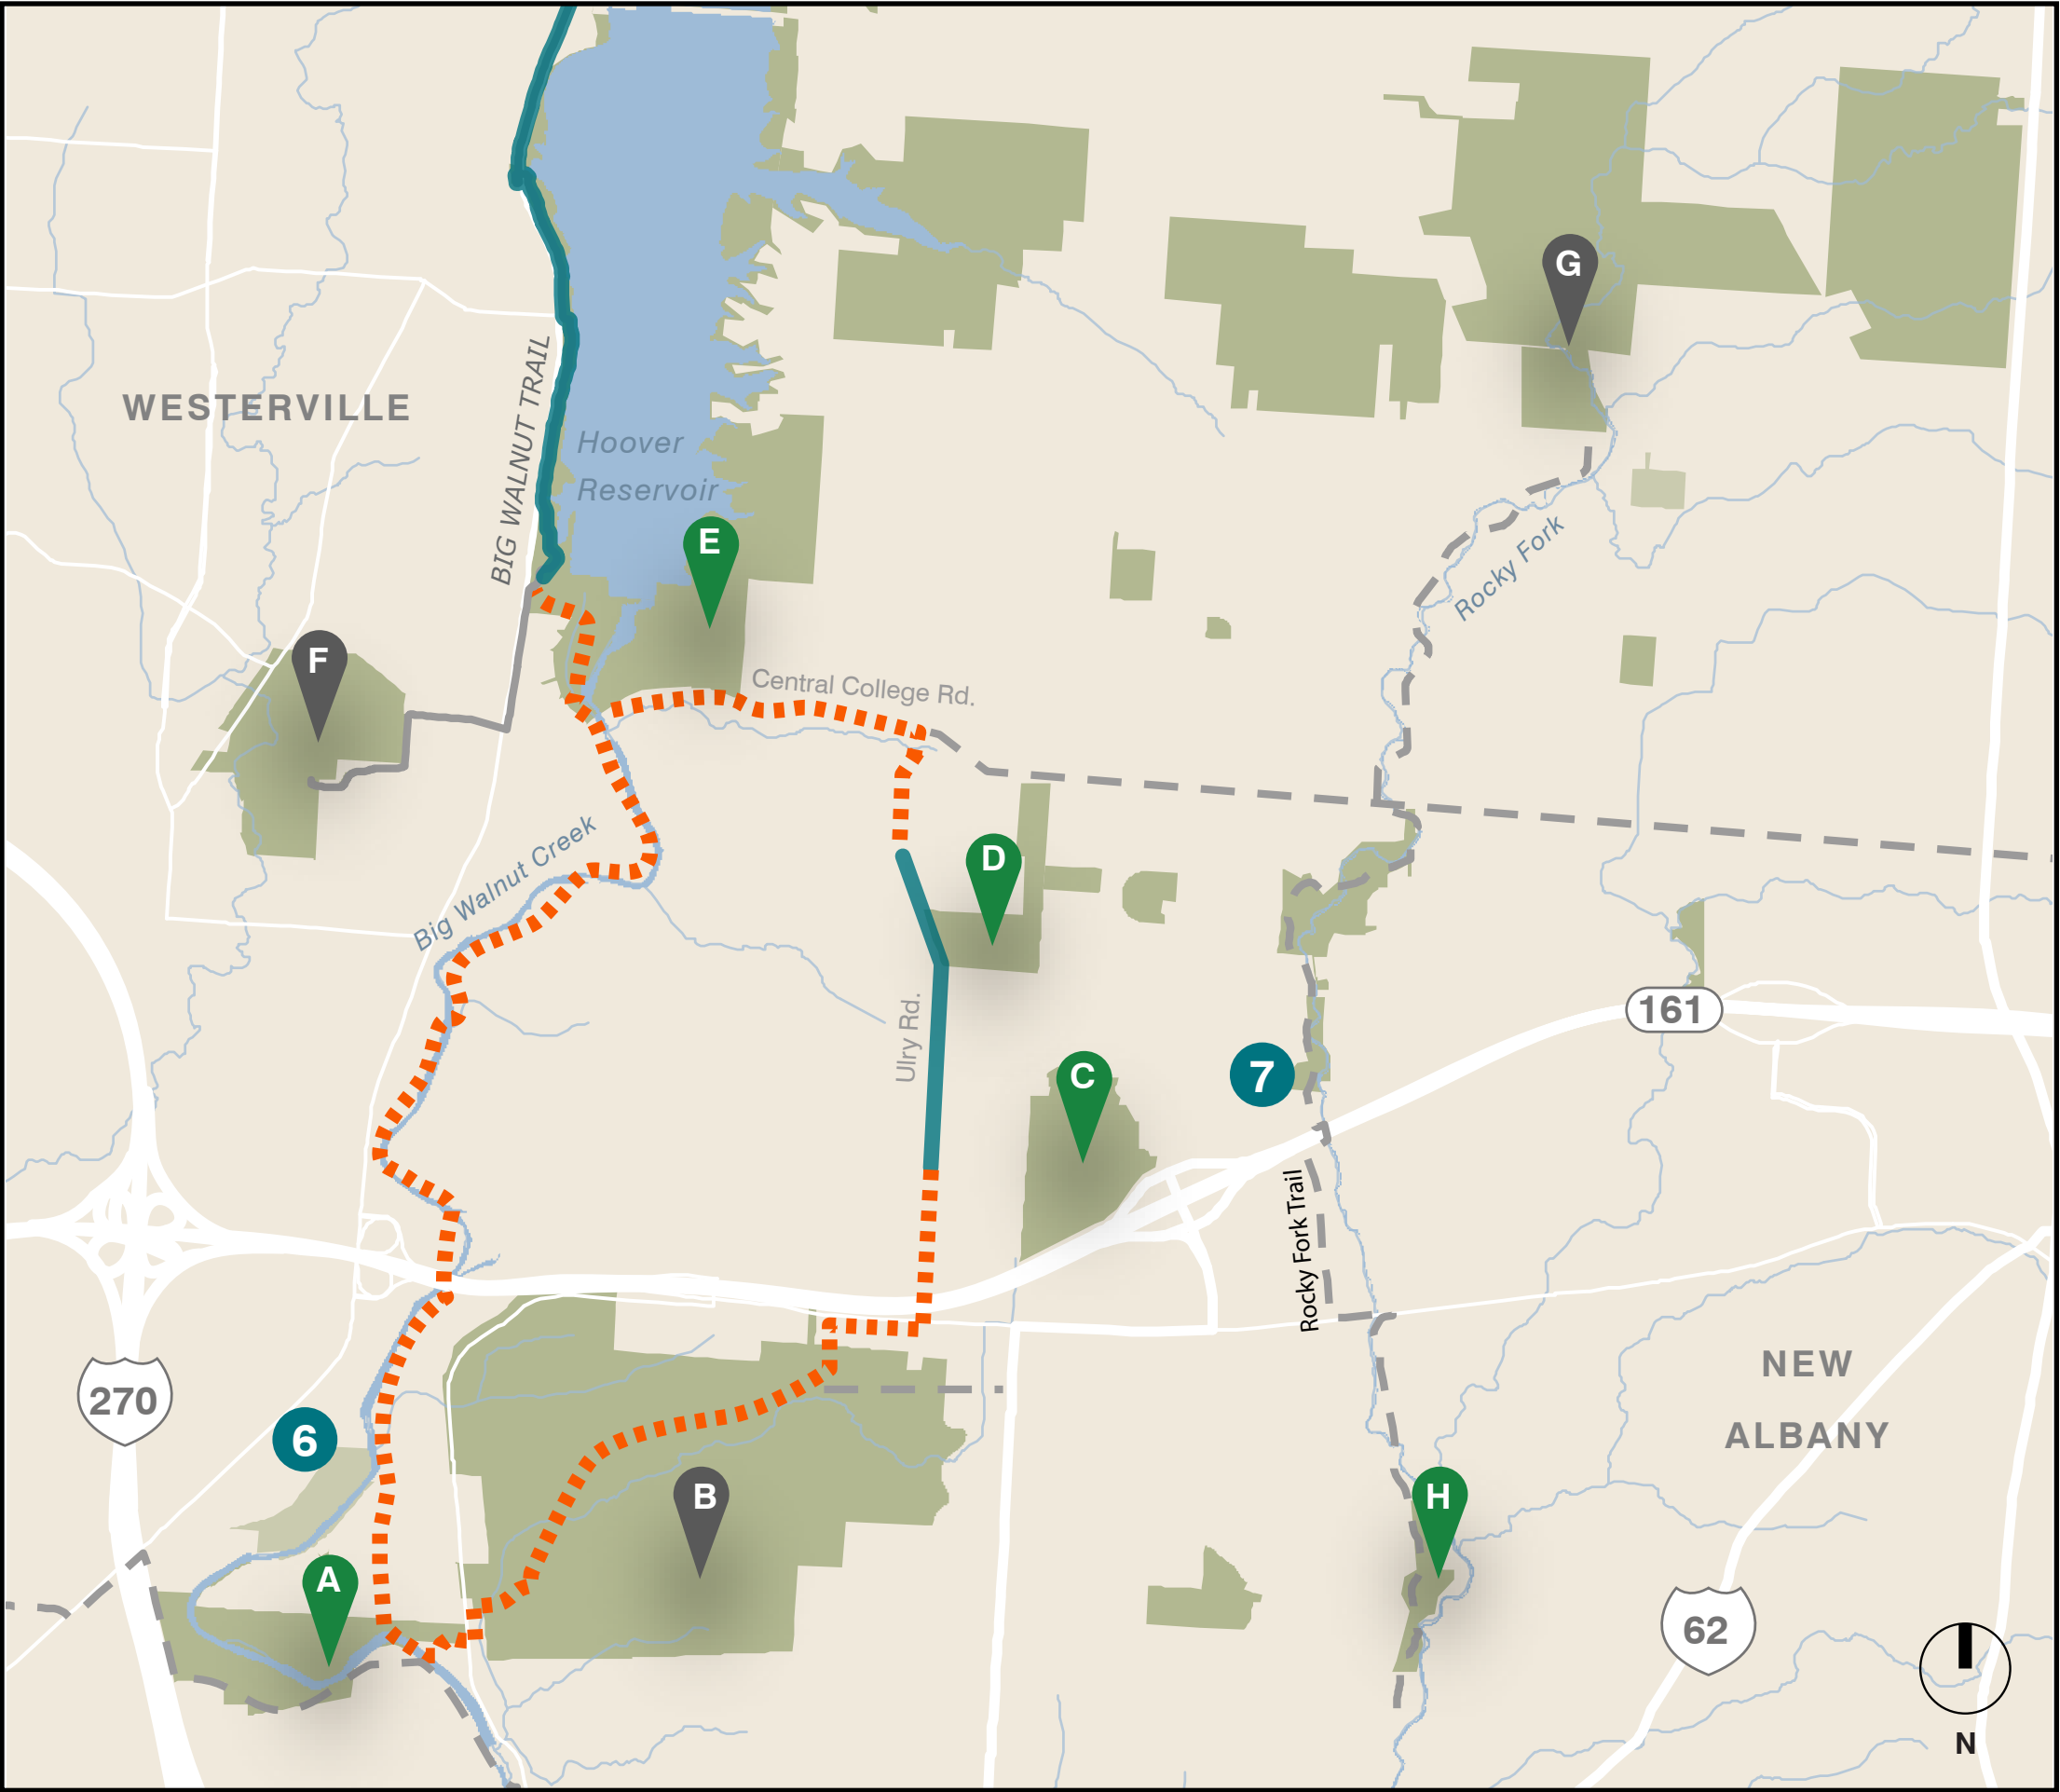 G
WESTERVILLE
BIG WALNUT TRAIL
Hoover
Reservoir
E
Rocky Fork
F
Central College Rd.
Big Walnut Creek
D
Ulry Rd.
161
C
7
Rocky Fork Trail
270
6
NEW
ALBANY
B
H
A
62
N